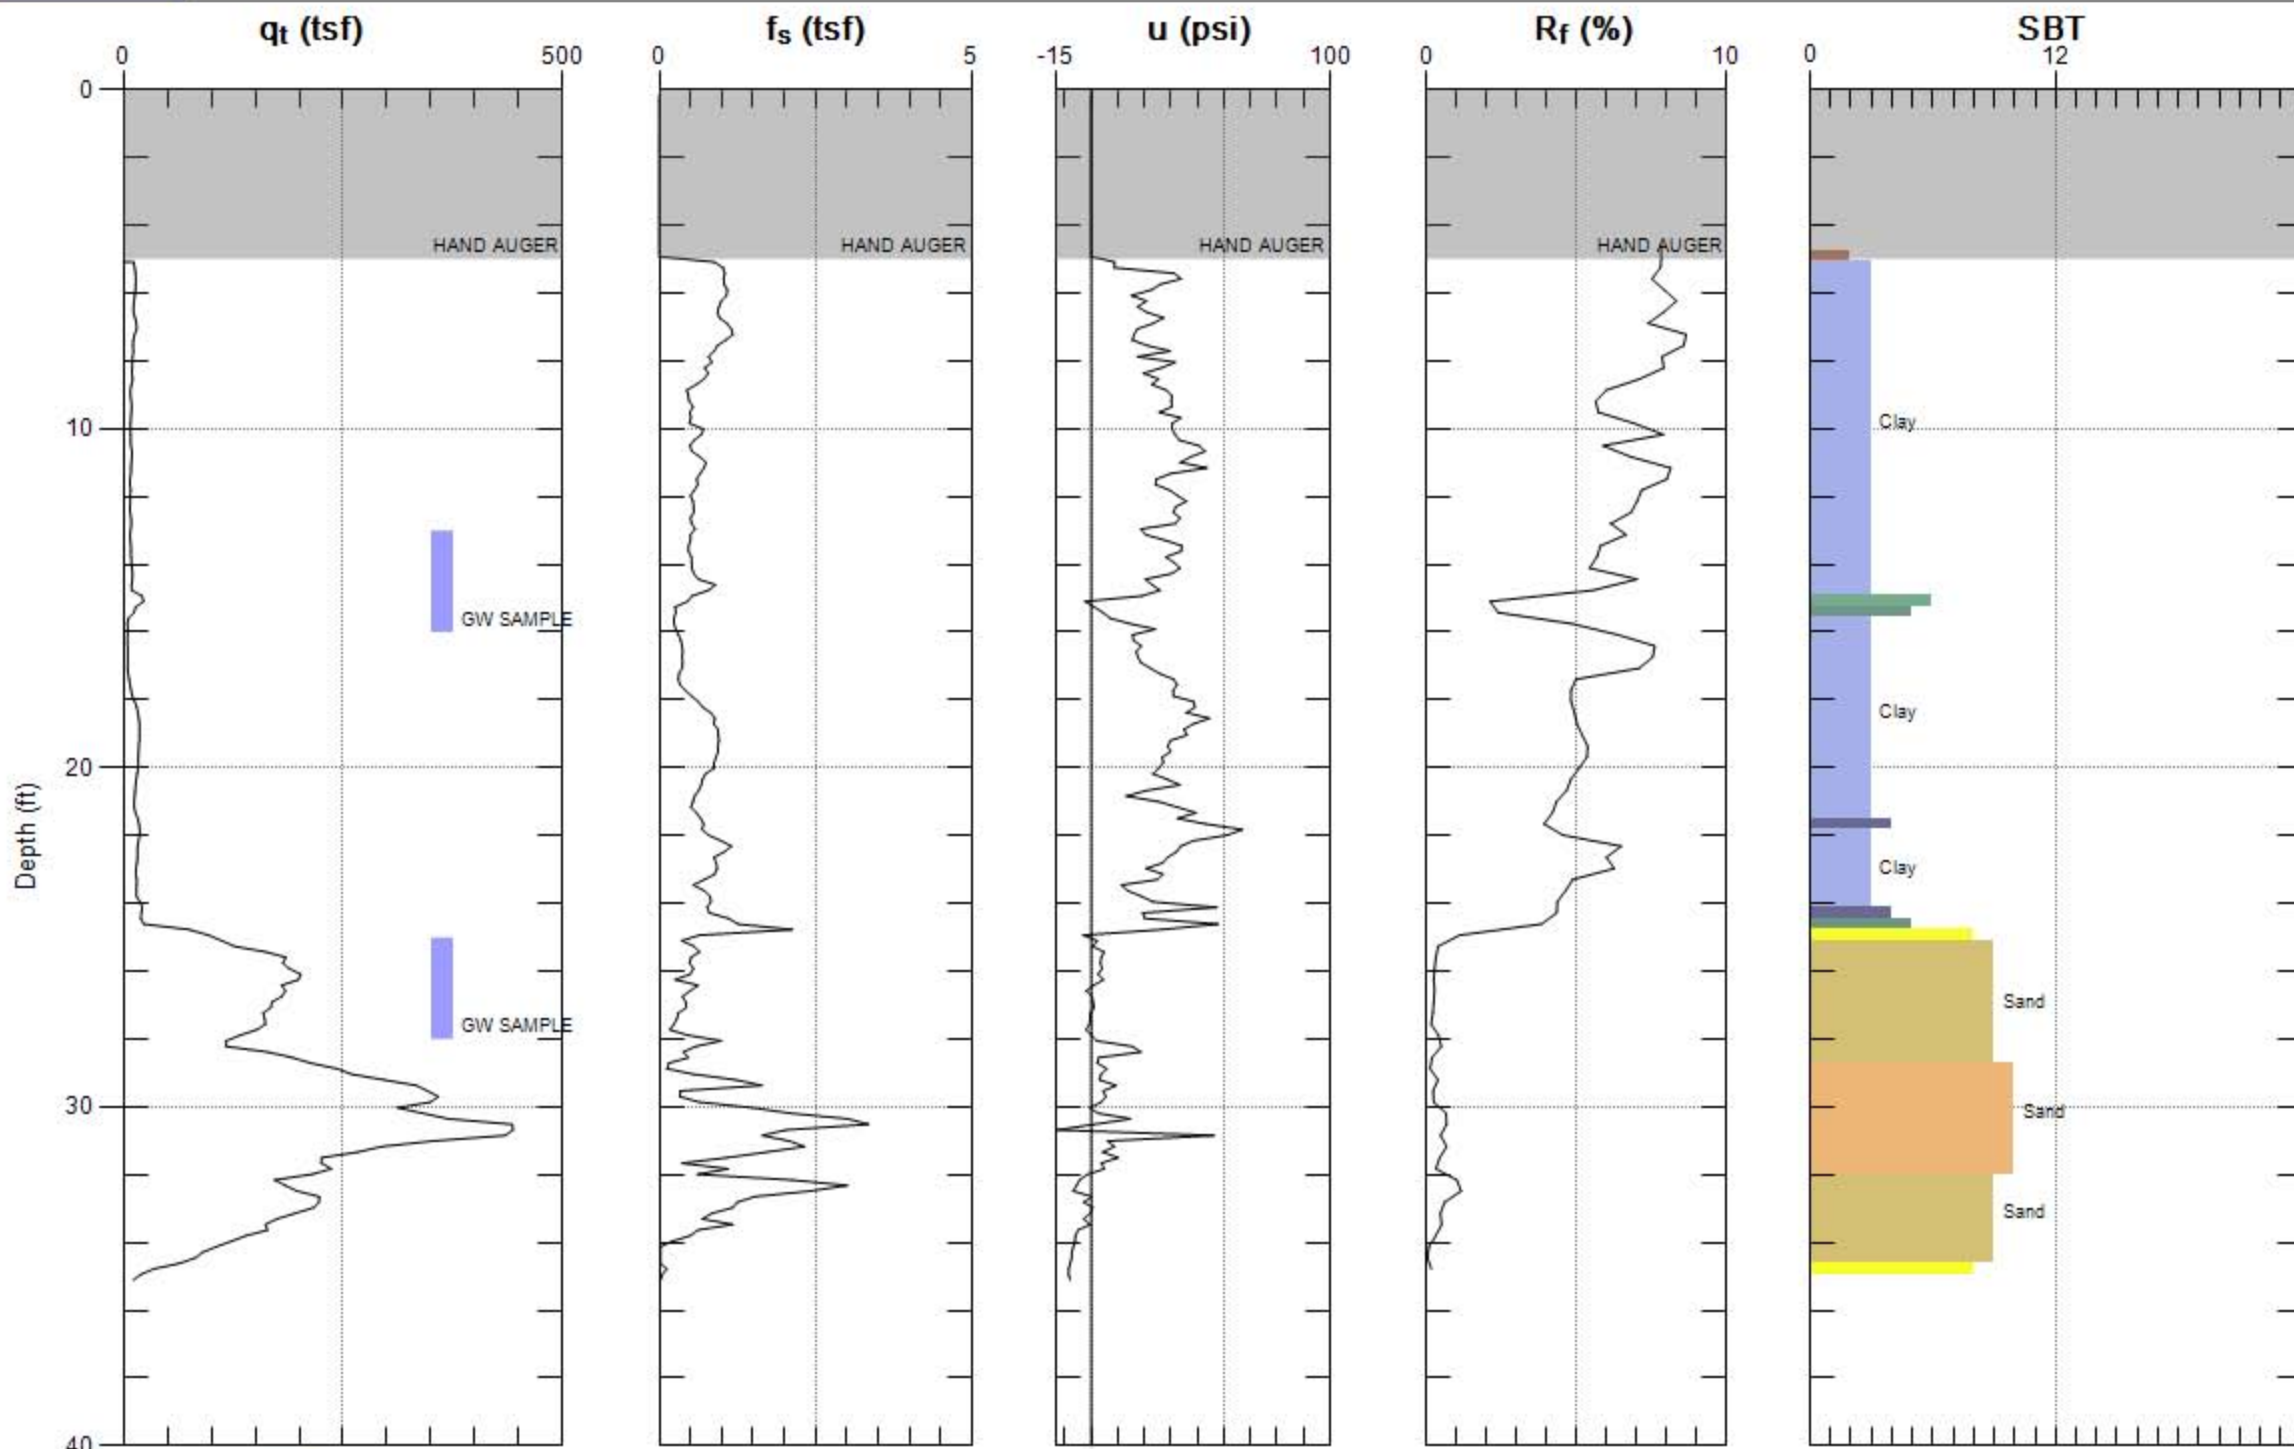 qt (tsf) fs (tsf) u (psi) Rf (%) SBT
0 500 0 5 -15 100 0 10 0 12
0
HAND AUGER HAND AUGER HAND AUGER HAND AUGER
10
Clay
GW SAMPLE
Clay
20
Depth (ft)
Clay
Sand
GW SAMPLE
30
Sand
Sand
40